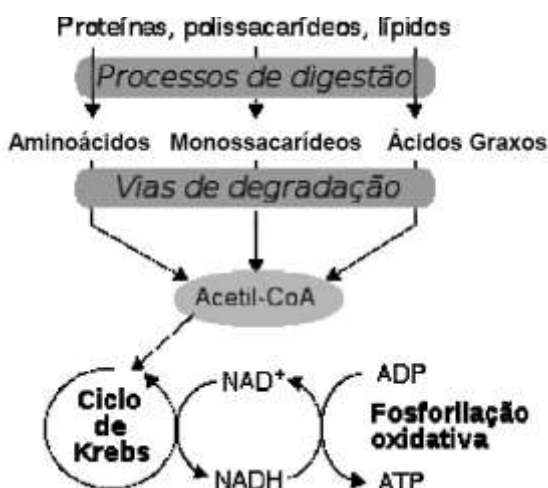 Proteínas, polissacarídeos, lípidos
Processos de digestão
Aminoácidos Monossacarídeos Ácidos Graxos
Vias de degradação
Acetil-CoA
Ciclo
de
Krebs
NAD+
NADH
ADP
Fosforilação
oxidativa
ATP